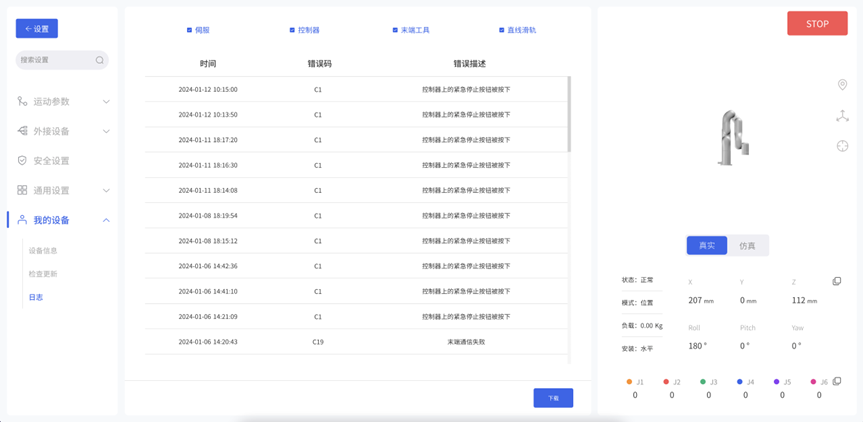 ← 设置
搜索设置
运动参数
外接设备
安全设置
通用设置
我的设备
设备信息
检查更新
日志
伺服 控制器 末端工具 直线滑轨
时间 错误码 错误描述
2024-01-12 10:15:00 C1 控制器上的紧急停止按钮被按下
2024-01-12 10:13:50 C1 控制器上的紧急停止按钮被按下
2024-01-11 18:17:20 C1 控制器上的紧急停止按钮被按下
2024-01-11 18:16:30 C1 控制器上的紧急停止按钮被按下
2024-01-11 18:14:08 C1 控制器上的紧急停止按钮被按下
2024-01-08 18:19:54 C1 控制器上的紧急停止按钮被按下
2024-01-08 18:15:12 C1 控制器上的紧急停止按钮被按下
2024-01-06 14:42:36 C1 控制器上的紧急停止按钮被按下
2024-01-06 14:41:10 C1 控制器上的紧急停止按钮被按下
2024-01-06 14:21:09 C1 控制器上的紧急停止按钮被按下
2024-01-06 14:20:43 C19 末端通信失败
下载
STOP
真实 仿真
状态：正常
模式：位置
负载：0.00 Kg
安装：水平
X Y Z
207 mm 0 mm 112 mm
Roll Pitch Yaw
180 ° 0 ° 0 °
J1 J2 J3 J4 J5 J6
0 0 0 0 0 0